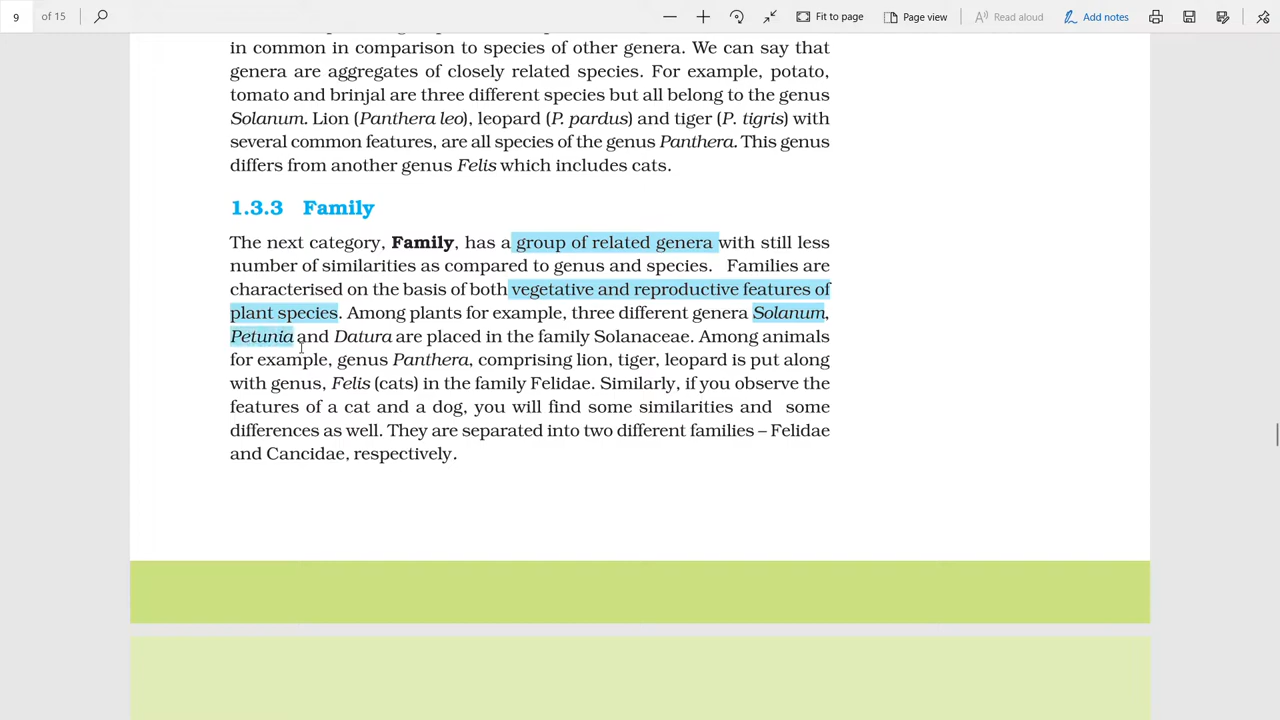 9 of 15 Fit to page Page view Read aloud Add notes
in common in comparison to species of other genera. We can say that
genera are aggregates of closely related species. For example, potato,
tomato and brinjal are three different species but all belong to the genus
Solanum. Lion (Panthera leo), leopard (P. pardus) and tiger (P. tigris) with
several common features, are all species of the genus Panthera. This genus
differs from another genus Felis which includes cats.
1.3.3 Family
The next category, Family, has a group of related genera with still less
number of similarities as compared to genus and species. Families are
characterised on the basis of both vegetative and reproductive features of
plant species. Among plants for example, three different genera Solanum,
Petunia and Datura are placed in the family Solanaceae. Among animals
for example, genus Panthera, comprising lion, tiger, leopard is put along
with genus, Felis (cats) in the family Felidae. Similarly, if you observe the
features of a cat and a dog, you will find some similarities and some
differences as well. They are separated into two different families – Felidae
and Cancidae, respectively.